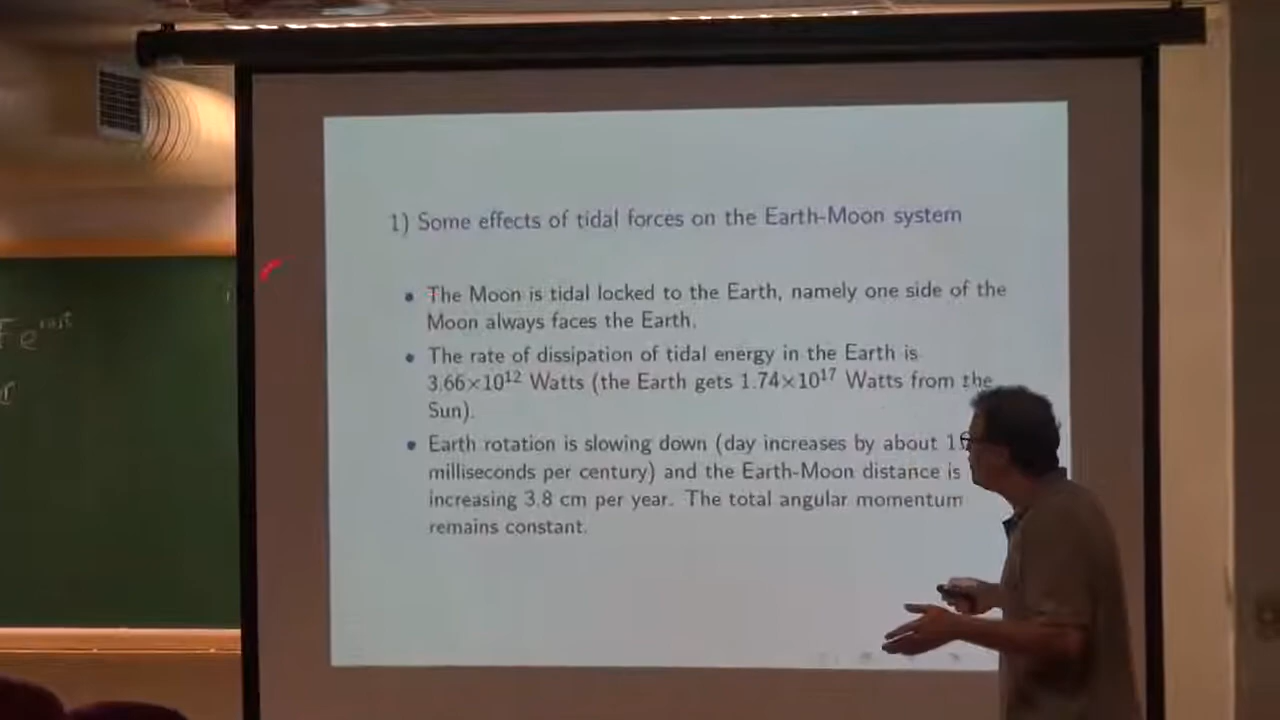 1) Some effects of tidal forces on the Earth-Moon system
• The Moon is tidal locked to the Earth, namely one side of the
Moon always faces the Earth.
• The rate of dissipation of tidal energy in the Earth is
3.66×10¹² Watts (the Earth gets 1.74×10¹⁷ Watts from the
Sun).
• Earth rotation is slowing down (day increases by about
milliseconds per century) and the Earth-Moon distance is
increasing 3.8 cm per year. The total angular momentum
remains constant.